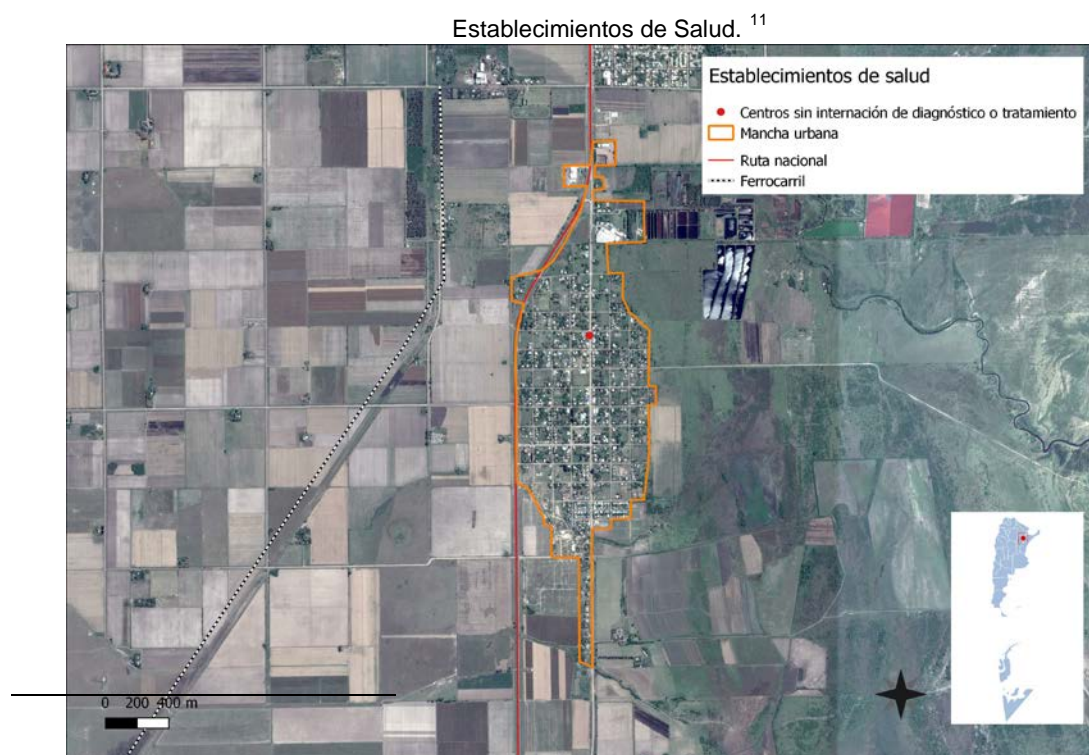 Establecimientos de Salud. 11
Establecimientos de salud
Centros sin internación de diagnóstico o tratamiento
Mancha urbana
Ruta nacional
Ferrocarril
0 200 400 m